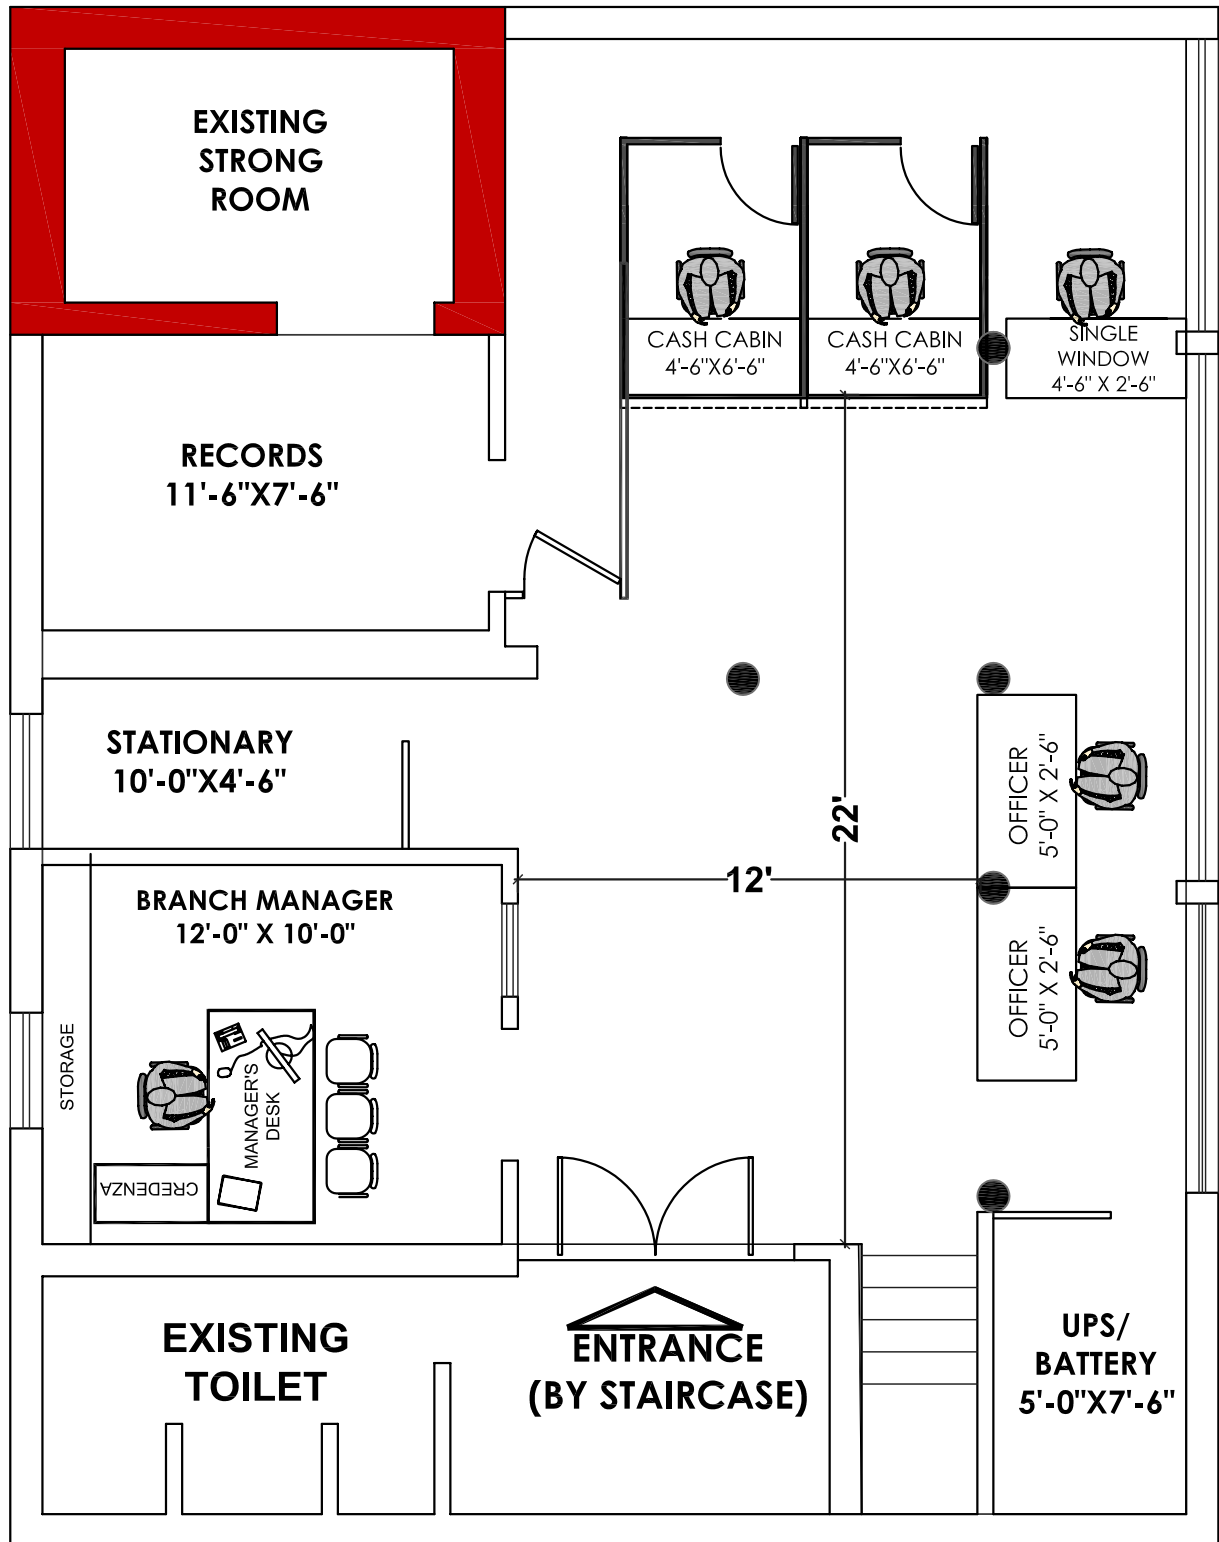 EXISTING
STRONG
ROOM
CASH CABIN
4'-6"X6'-6"
CASH CABIN
4'-6"X6'-6"
SINGLE
WINDOW
4'-6" X 2'-6"
RECORDS
11'-6"X7'-6"
STATIONARY
10'-0"X4'-6"
OFFICER
5'-0" X 2'-6"
22'
12'
BRANCH MANAGER
12'-0" X 10'-0"
OFFICER
5'-0" X 2'-6"
STORAGE
MANAGER'S
DESK
CREDENZA
EXISTING
TOILET
ENTRANCE
(BY STAIRCASE)
UPS/
BATTERY
5'-0"X7'-6"